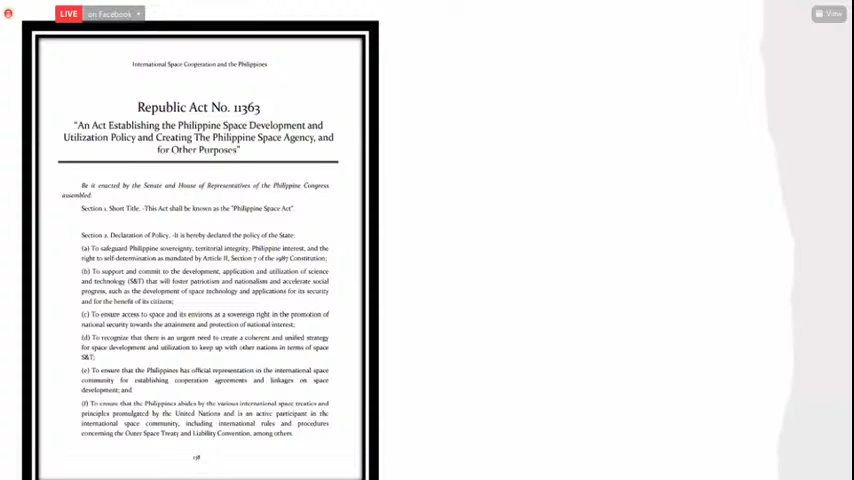 LIVE on Facebook
View
International Space Cooperation and the Philippines
Republic Act No. 11363
"An Act Establishing the Philippine Space Development and
Utilization Policy and Creating The Philippine Space Agency, and
for Other Purposes"
Be it enacted by the Senate and House of Representatives of the Philippine Congress
assembled:
Section 1. Short Title. -This Act shall be known as the "Philippine Space Act".
Section 2. Declaration of Policy. -It is hereby declared the policy of the State:
(a) To safeguard Philippine sovereignty, territorial integrity, Philippine interest, and the
right to self-determination as mandated by Article II, Section 7 of the 1987 Constitution;
(b) To support and commit to the development, application and utilization of science
and technology (S&T) that will foster patriotism and nationalism and accelerate social
progress, such as the development of space technology and applications for its security
and for the benefit of its citizens;
(c) To ensure access to space and its environs as a sovereign right in the promotion of
national security towards the attainment and protection of national interest;
(d) To recognize that there is an urgent need to create a coherent and unified strategy
for space development and utilization to keep up with other nations in terms of space
S&T;
(e) To ensure that the Philippines has official representation in the international space
community for establishing cooperation agreements and linkages on space
development; and
(f) To ensure that the Philippines abides by the various international space treaties and
principles promulgated by the United Nations and is an active participant in the
international space community, including international rules and procedures
concerning the Outer Space Treaty and Liability Convention, among others.
138